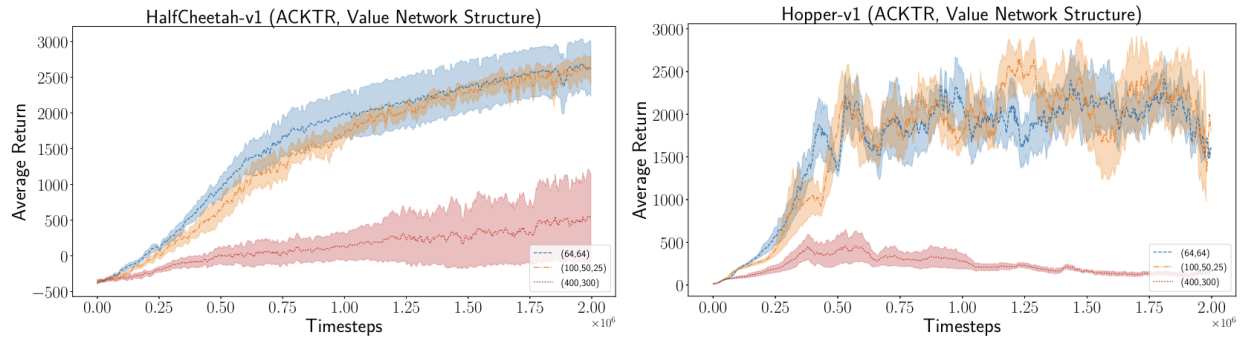 HalfCheetah-v1 (ACKTR, Value Network Structure)
3000
2500
2000
1500
1000
500
0
−500
Average Return
0.00 0.25 0.50 0.75 1.00 1.25 1.50 1.75 2.00
×10⁶
Timesteps
(64,64)
(100,50,25)
(400,300)
Hopper-v1 (ACKTR, Value Network Structure)
3000
2500
2000
1500
1000
500
0
Average Return
0.00 0.25 0.50 0.75 1.00 1.25 1.50 1.75 2.00
×10⁶
Timesteps
(64,64)
(100,50,25)
(400,300)